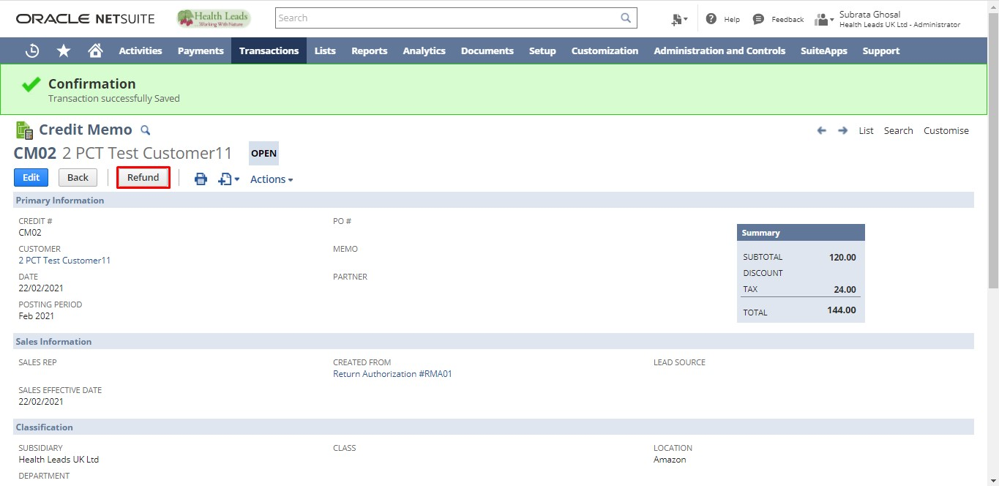 ORACLE NETSUITE
Health Leads
...Working With Nature
Search
Help
Feedback
Subrata Ghosal
Health Leads UK Ltd - Administrator
Activities Payments Transactions Lists Reports Analytics Documents Setup Customization Administration and Controls SuiteApps Support
Confirmation
Transaction successfully Saved
Credit Memo
List Search Customise
CM02 2 PCT Test Customer11 OPEN
Edit Back Refund Actions
Primary Information
CREDIT #
CM02
CUSTOMER
2 PCT Test Customer11
DATE
22/02/2021
POSTING PERIOD
Feb 2021
PO #
MEMO
PARTNER
Summary
SUBTOTAL 120.00
DISCOUNT
TAX 24.00
TOTAL 144.00
Sales Information
SALES REP
SALES EFFECTIVE DATE
22/02/2021
CREATED FROM
Return Authorization #RMA01
LEAD SOURCE
Classification
SUBSIDIARY
Health Leads UK Ltd
DEPARTMENT
CLASS
LOCATION
Amazon